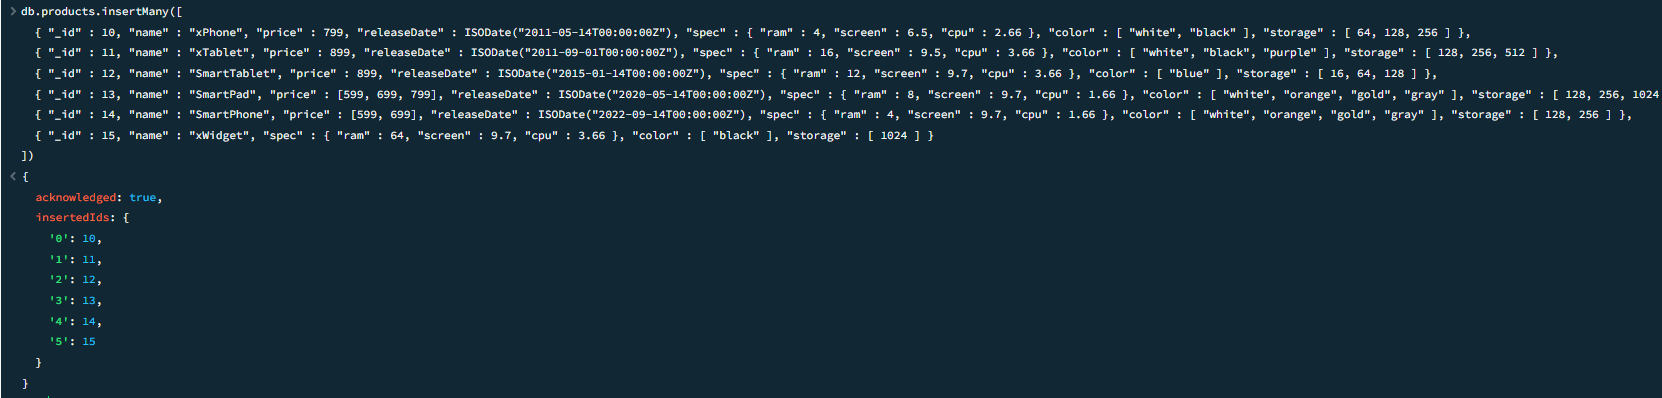 db.products.insertMany([
{ "_id" : 10, "name" : "xPhone", "price" : 799, "releaseDate" : ISODate("2011-05-14T00:00:00Z"), "spec" : { "ram" : 4, "screen" : 6.5, "cpu" : 2.66 }, "color" : [ "white", "black" ], "storage" : [ 64, 128, 256 ] },
{ "_id" : 11, "name" : "xTablet", "price" : 899, "releaseDate" : ISODate("2011-09-01T00:00:00Z"), "spec" : { "ram" : 16, "screen" : 9.5, "cpu" : 3.66 }, "color" : [ "white", "black", "purple" ], "storage" : [ 128, 256, 512 ] },
{ "_id" : 12, "name" : "SmartTablet", "price" : 899, "releaseDate" : ISODate("2015-01-14T00:00:00Z"), "spec" : { "ram" : 12, "screen" : 9.7, "cpu" : 3.66 }, "color" : [ "blue" ], "storage" : [ 16, 64, 128 ] },
{ "_id" : 13, "name" : "SmartPad", "price" : [599, 699, 799], "releaseDate" : ISODate("2020-05-14T00:00:00Z"), "spec" : { "ram" : 8, "screen" : 9.7, "cpu" : 1.66 }, "color" : [ "white", "orange", "gold", "gray" ], "storage" : [ 128, 256, 1024
{ "_id" : 14, "name" : "SmartPhone", "price" : [599, 699], "releaseDate" : ISODate("2022-09-14T00:00:00Z"), "spec" : { "ram" : 4, "screen" : 9.7, "cpu" : 1.66 }, "color" : [ "white", "orange", "gold", "gray" ], "storage" : [ 128, 256 ] },
{ "_id" : 15, "name" : "xWidget", "spec" : { "ram" : 64, "screen" : 9.7, "cpu" : 3.66 }, "color" : [ "black" ], "storage" : [ 1024 ] }
])
{
acknowledged: true,
insertedIds: {
'0': 10,
'1': 11,
'2': 12,
'3': 13,
'4': 14,
'5': 15
}
}